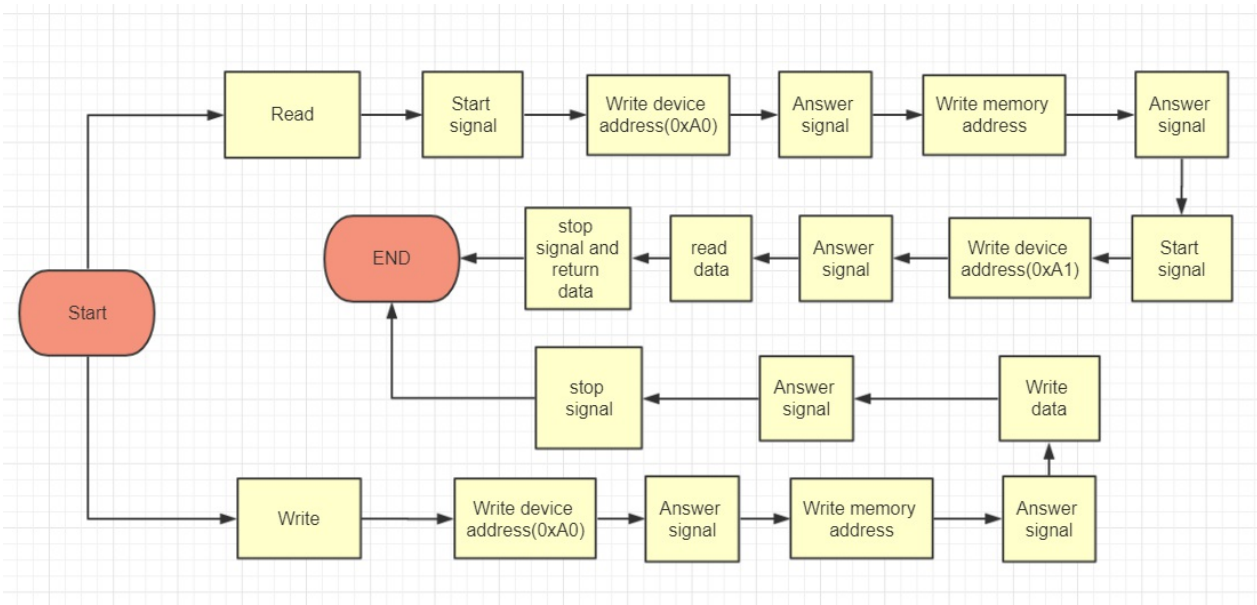 Read
Start
signal
Write device
address(0xA0)
Answer
signal
Write memory
address
Answer
signal
Start
signal
Write device
address(0xA1)
Answer
signal
read
data
stop
signal and
return
data
END
Start
Write
Write device
address(0xA0)
Answer
signal
Write memory
address
Answer
signal
Write
data
Answer
signal
stop
signal